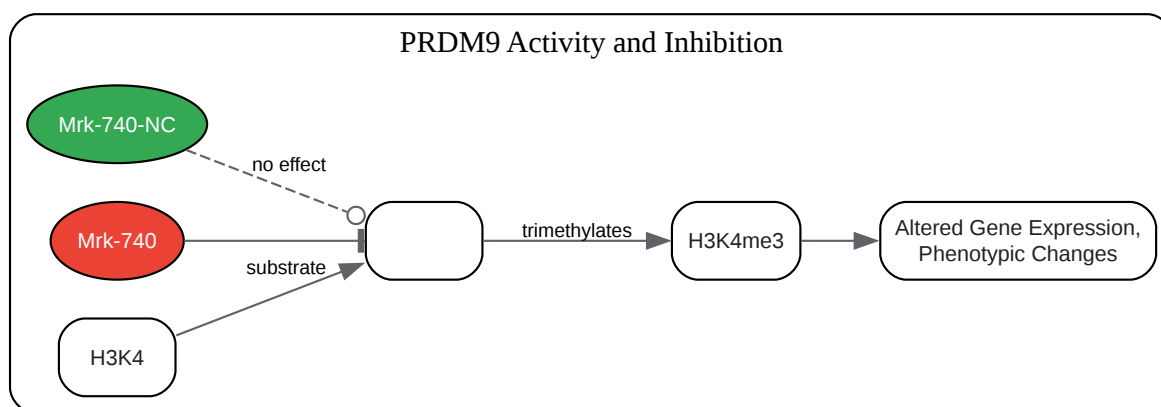 PRDM9 Activity and Inhibition
Mrk-740-NC
no effect
Mrk-740
trimethylates
H3K4me3
Altered Gene Expression,
Phenotypic Changes
substrate
H3K4